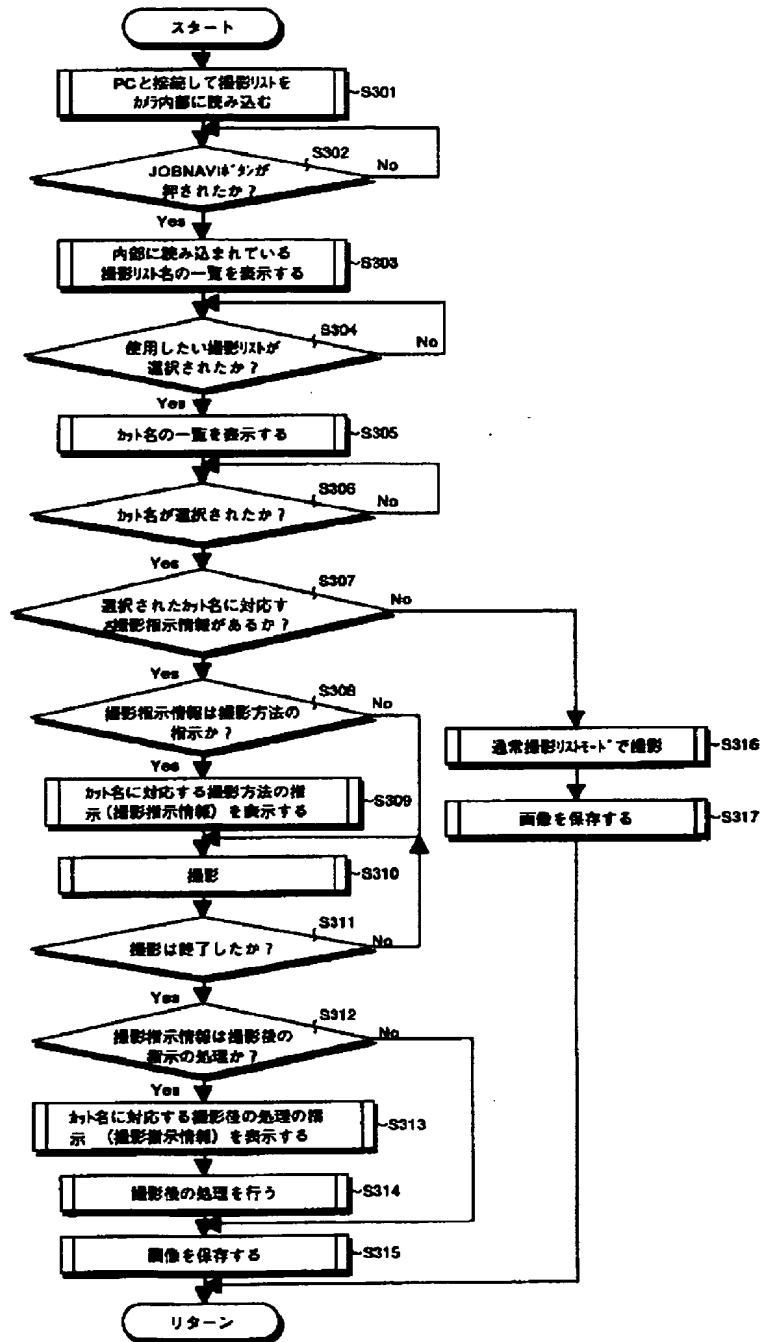 スタート
PCと接続して撮影リストを
カメラ内部に読み込む
S301
S302
JOBNAVIボタンが
押されたか？
No
Yes
内部に読み込まれている
撮影リスト名の一覧を表示する
S303
S304
使用したい撮影リストが
選択されたか？
No
Yes
カット名の一覧を表示する
S305
S306
カット名が選択されたか？
No
Yes
S307
選択されたカット名に対応す
る撮影指示情報があるか？
No
Yes
S308
撮影指示情報は撮影方法の
指示か？
No
Yes
通常撮影リストモードで撮影
S316
カット名に対応する撮影方法の指
示（撮影指示情報）を表示する
S309
画像を保存する
S317
撮影
S310
S311
撮影は終了したか？
No
Yes
S312
撮影指示情報は撮影後の
指示の処理か？
No
Yes
カット名に対応する撮影後の処理の指
示 （撮影指示情報）を表示する
S313
撮影後の処理を行う
S314
画像を保存する
S315
リターン